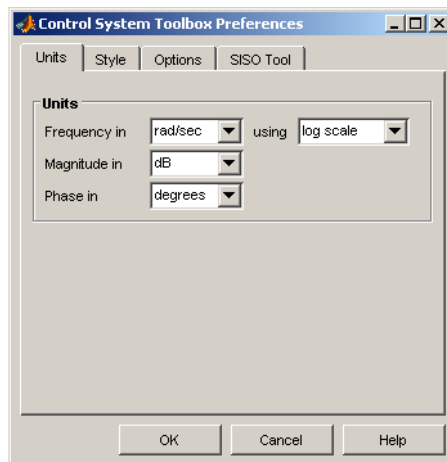 Control System Toolbox Preferences
Units Style Options SISO Tool
Units
Frequency in rad/sec using log scale
Magnitude in dB
Phase in degrees
OK Cancel Help